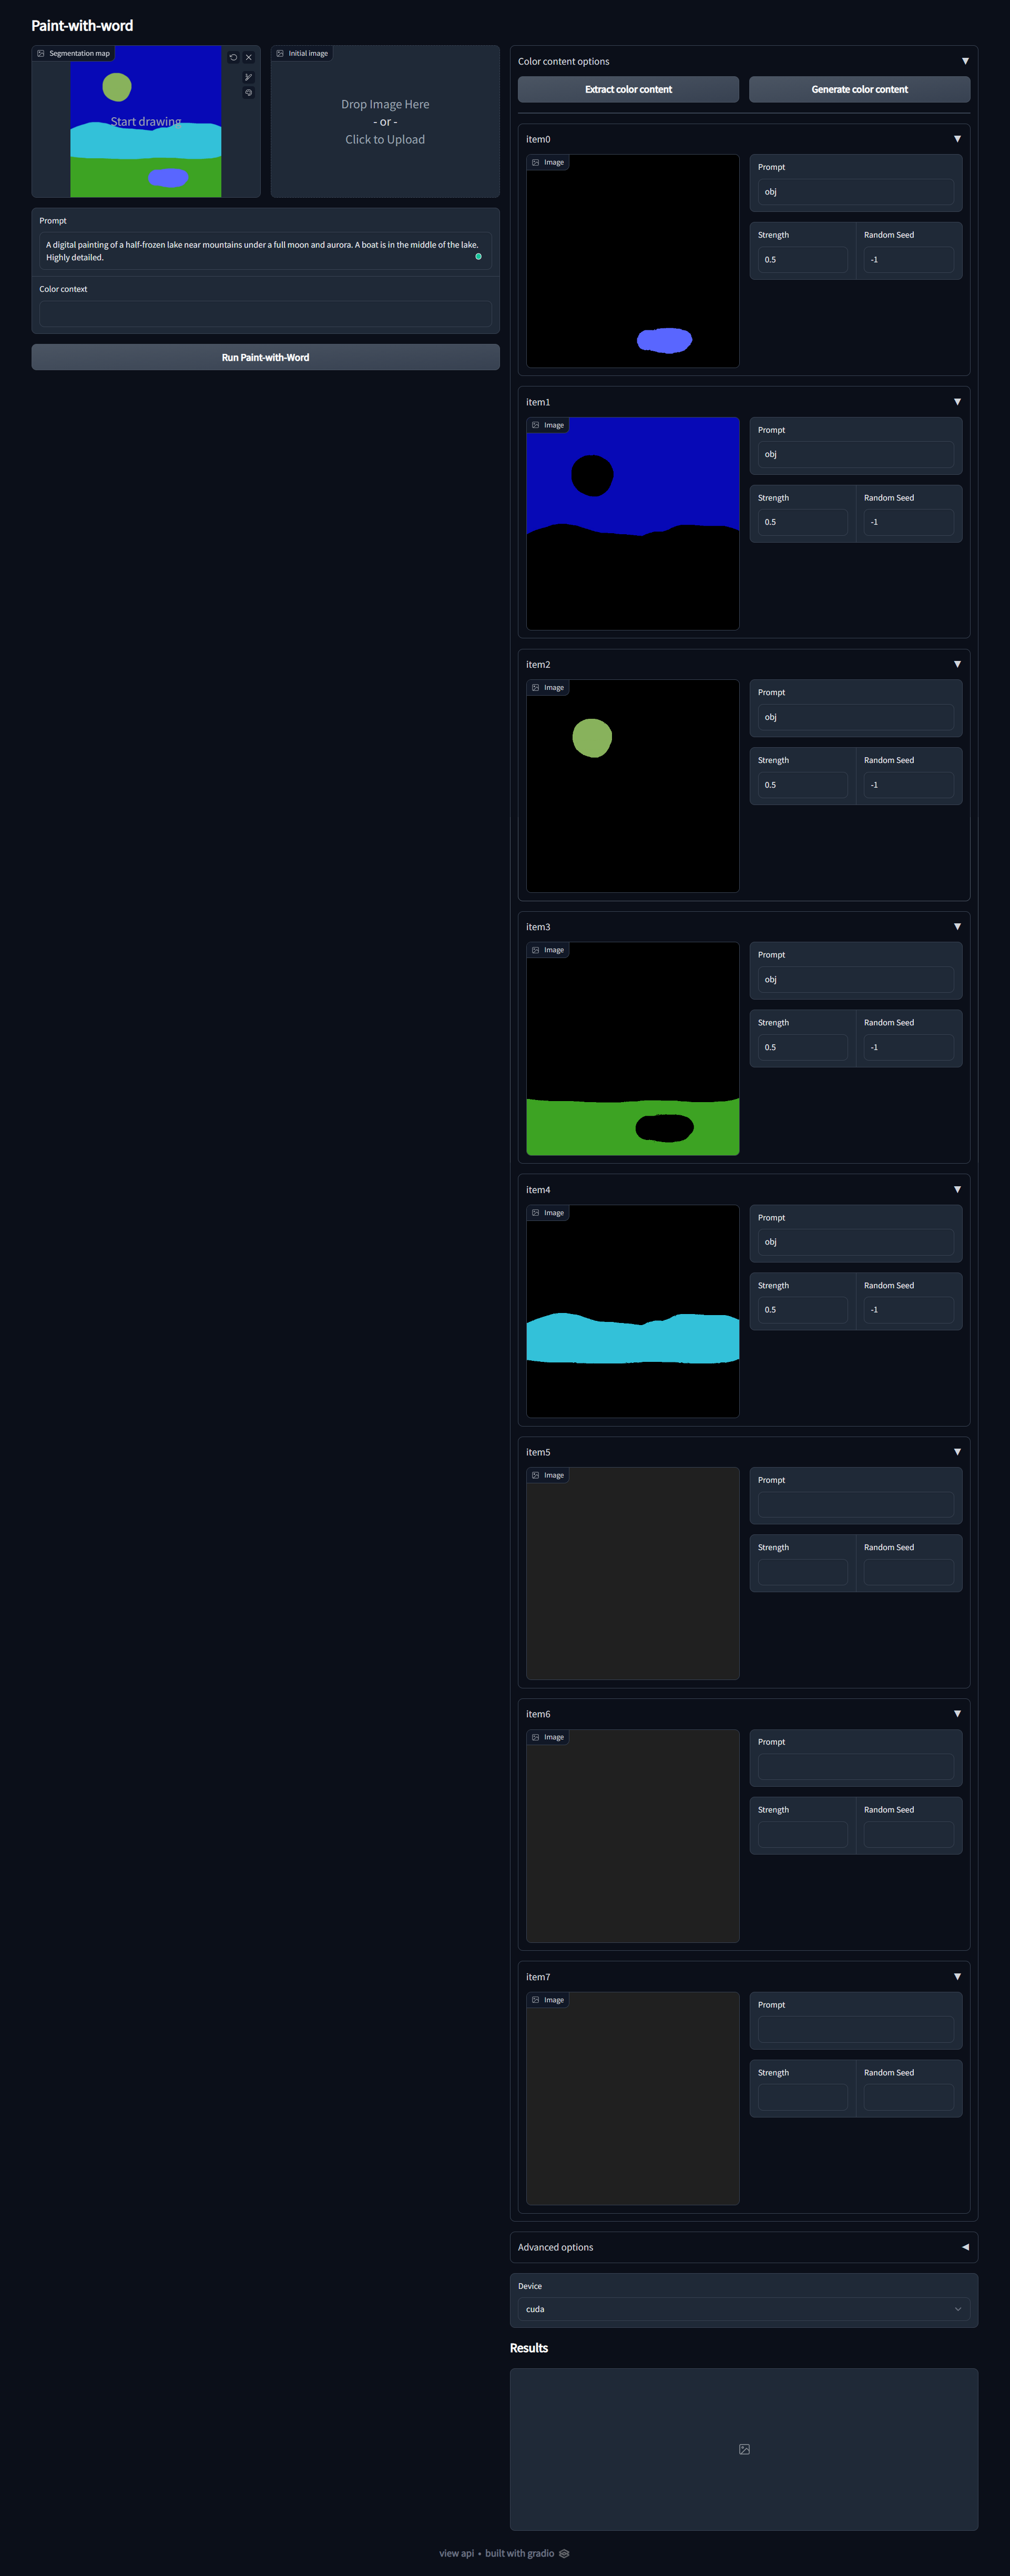 Paint-with-word
Segmentation map
Start drawing
Initial image
Drop Image Here
- or -
Click to Upload
Prompt
A digital painting of a half-frozen lake near mountains under a full moon and aurora. A boat is in the middle of the lake.
Highly detailed.
Color context
Run Paint-with-Word
Color content options
Extract color content
Generate color content
item0
Image
Prompt
obj
Strength
Random Seed
0.5
-1
item1
Image
Prompt
obj
Strength
Random Seed
0.5
-1
item2
Image
Prompt
obj
Strength
Random Seed
0.5
-1
item3
Image
Prompt
obj
Strength
Random Seed
0.5
-1
item4
Image
Prompt
obj
Strength
Random Seed
0.5
-1
item5
Image
Prompt
Strength
Random Seed
item6
Image
Prompt
Strength
Random Seed
item7
Image
Prompt
Strength
Random Seed
Advanced options
Device
cuda
Results
view api • built with gradio